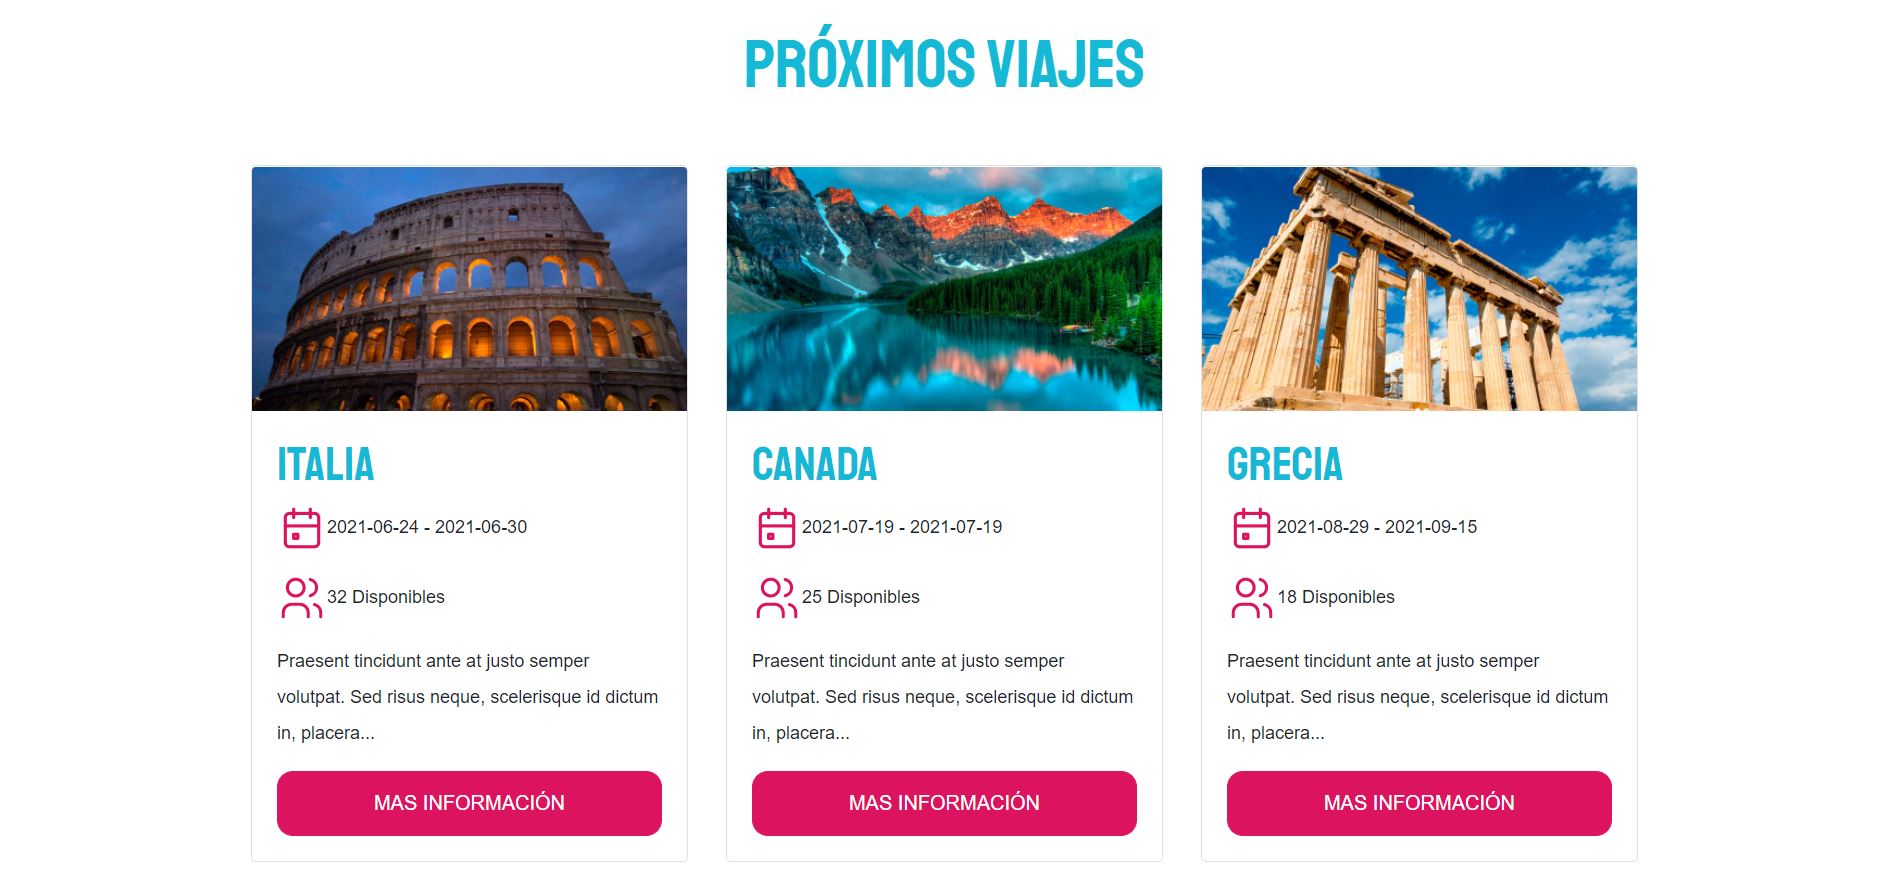 PRÓXIMOS VIAJES
ITALIA
2021-06-24 - 2021-06-30
32 Disponibles
Praesent tincidunt ante at justo semper
volutpat. Sed risus neque, scelerisque id dictum
in, placera...
MAS INFORMACIÓN
CANADA
2021-07-19 - 2021-07-19
25 Disponibles
Praesent tincidunt ante at justo semper
volutpat. Sed risus neque, scelerisque id dictum
in, placera...
MAS INFORMACIÓN
GRECIA
2021-08-29 - 2021-09-15
18 Disponibles
Praesent tincidunt ante at justo semper
volutpat. Sed risus neque, scelerisque id dictum
in, placera...
MAS INFORMACIÓN